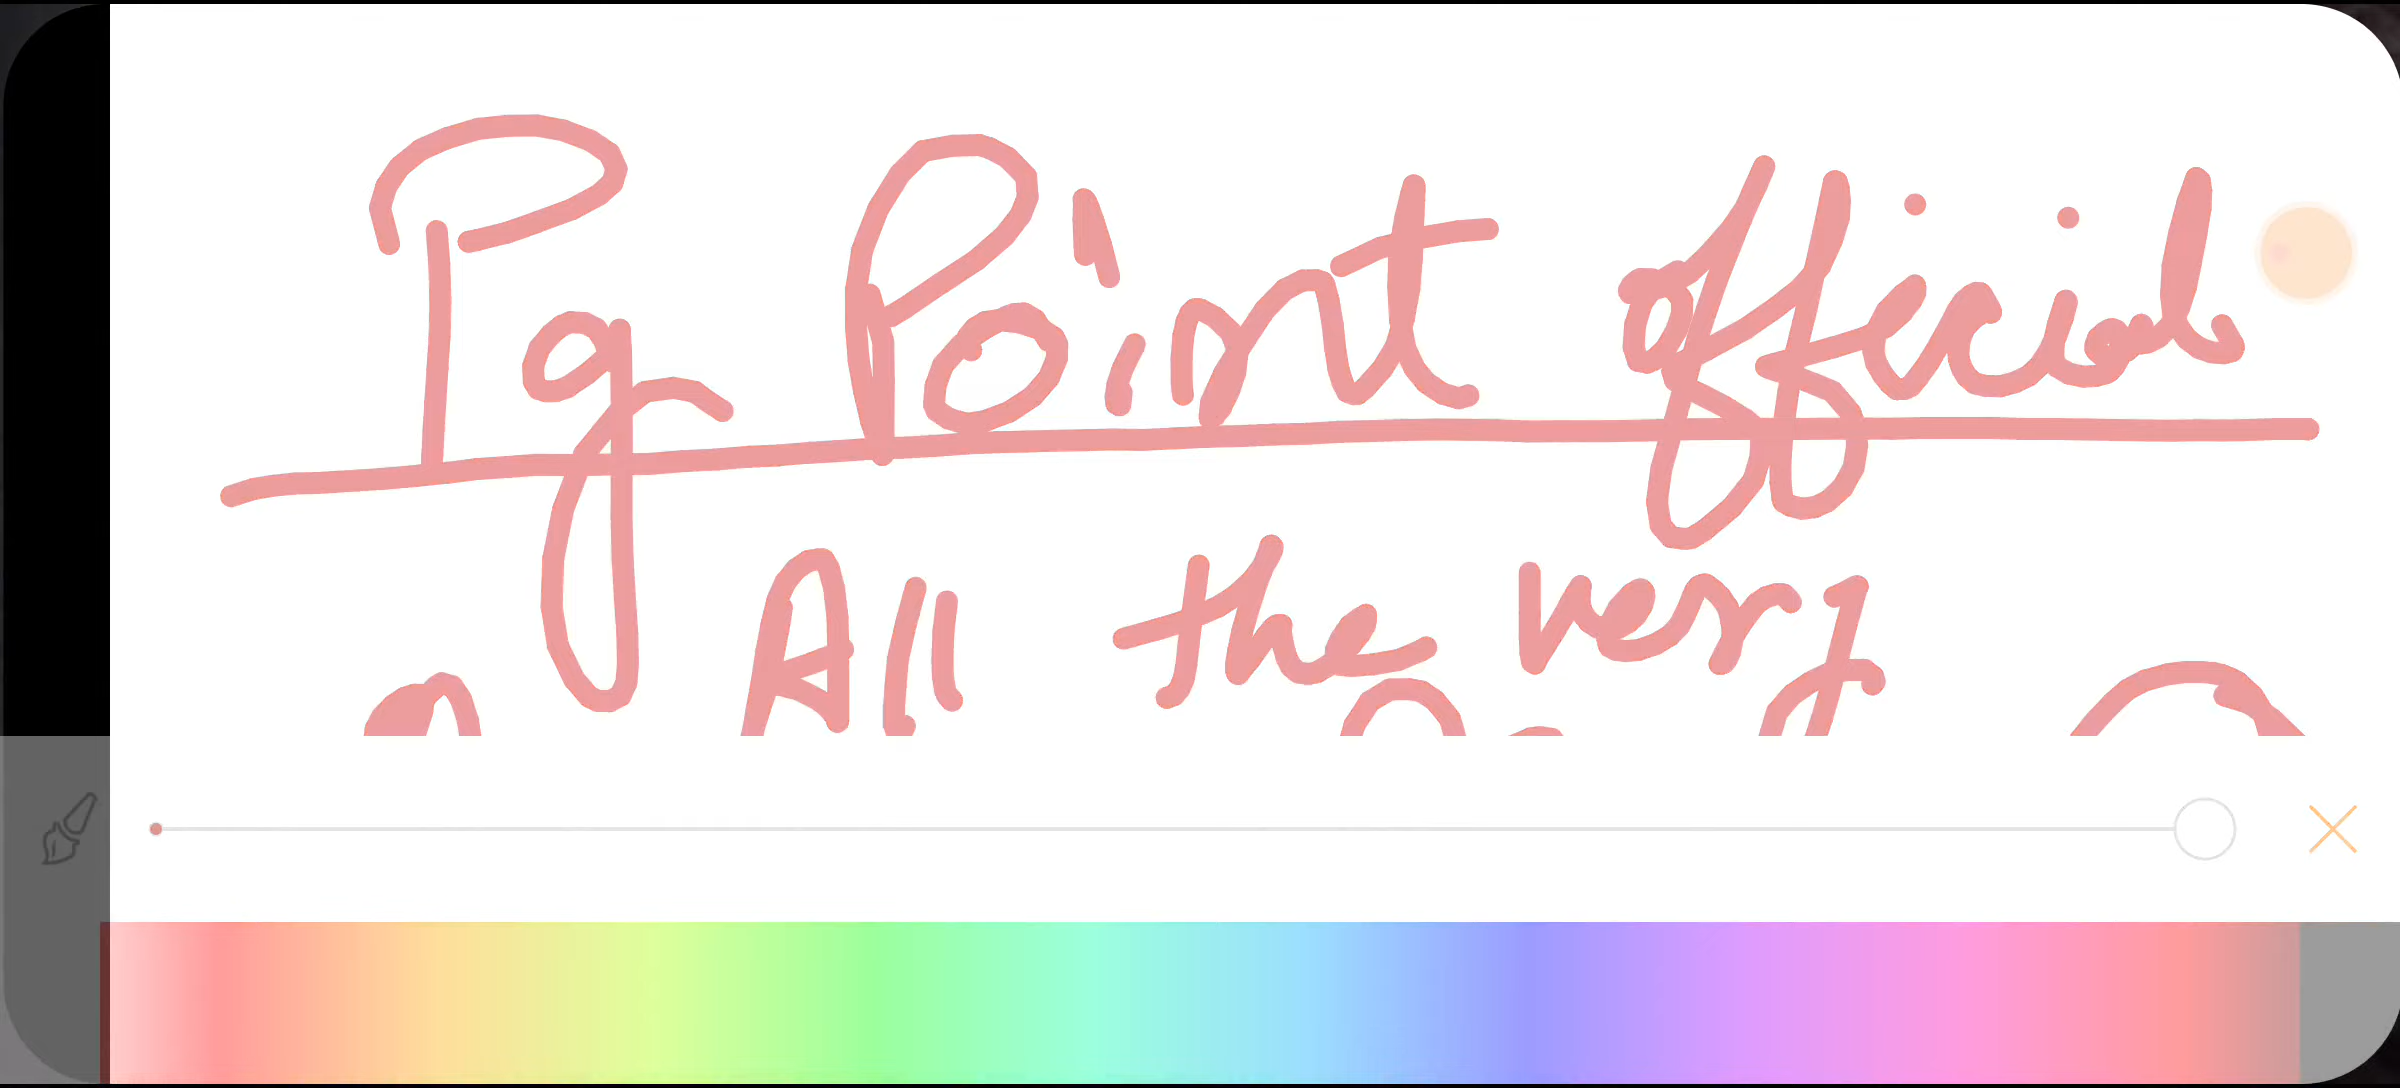 Pg Point official
All the very